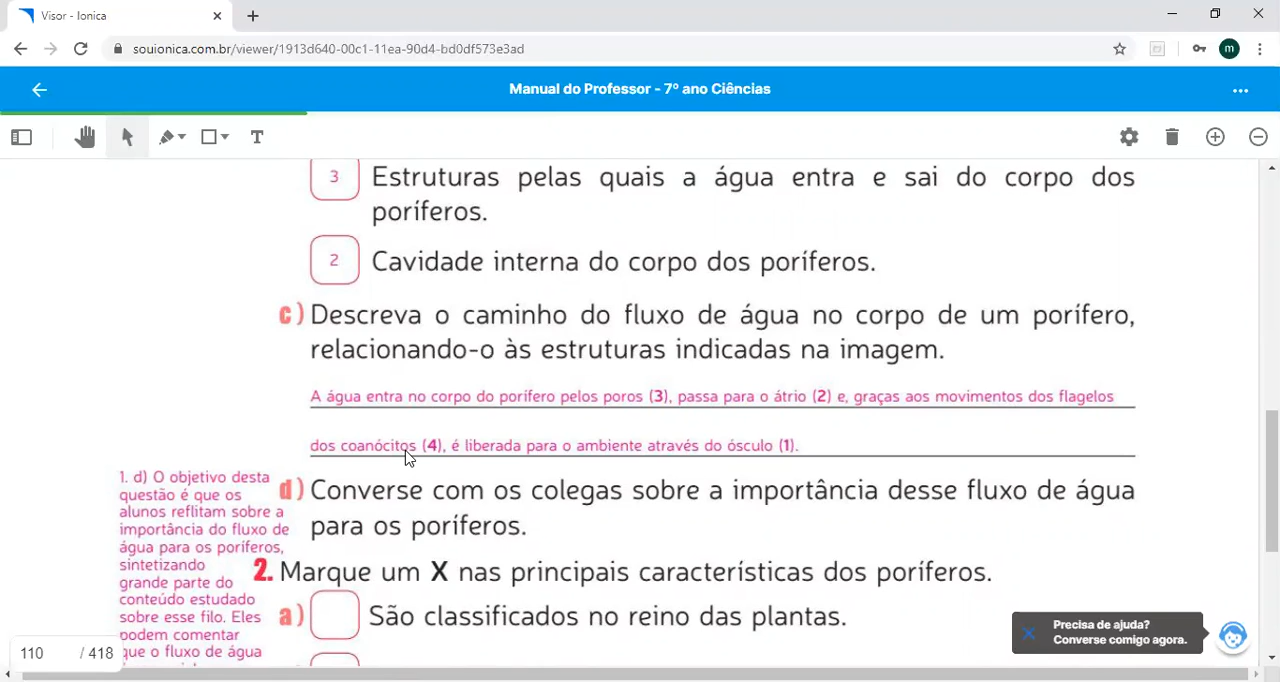 Visor - Ionica
souionica.com.br/viewer/1913d640-00c1-11ea-90d4-bd0df573e3ad
m
Manual do Professor - 7º ano Ciências
T
3 Estruturas pelas quais a água entra e sai do corpo dos
poríferos.
2 Cavidade interna do corpo dos poríferos.
c) Descreva o caminho do fluxo de água no corpo de um porífero,
relacionando-o às estruturas indicadas na imagem.
A água entra no corpo do porífero pelos poros (3), passa para o átrio (2) e, graças aos movimentos dos flagelos
dos coanócitos (4), é liberada para o ambiente através do ósculo (1).
d) Converse com os colegas sobre a importância desse fluxo de água
para os poríferos.
1. d) O objetivo desta
questão é que os
alunos reflitam sobre a
importância do fluxo de
água para os poríferos,
sintetizando
grande parte do
conteúdo estudado
sobre esse filo. Eles
podem comentar
que o fluxo de água
2. Marque um X nas principais características dos poríferos.
a) São classificados no reino das plantas.
Precisa de ajuda?
Converse comigo agora.
110 / 418